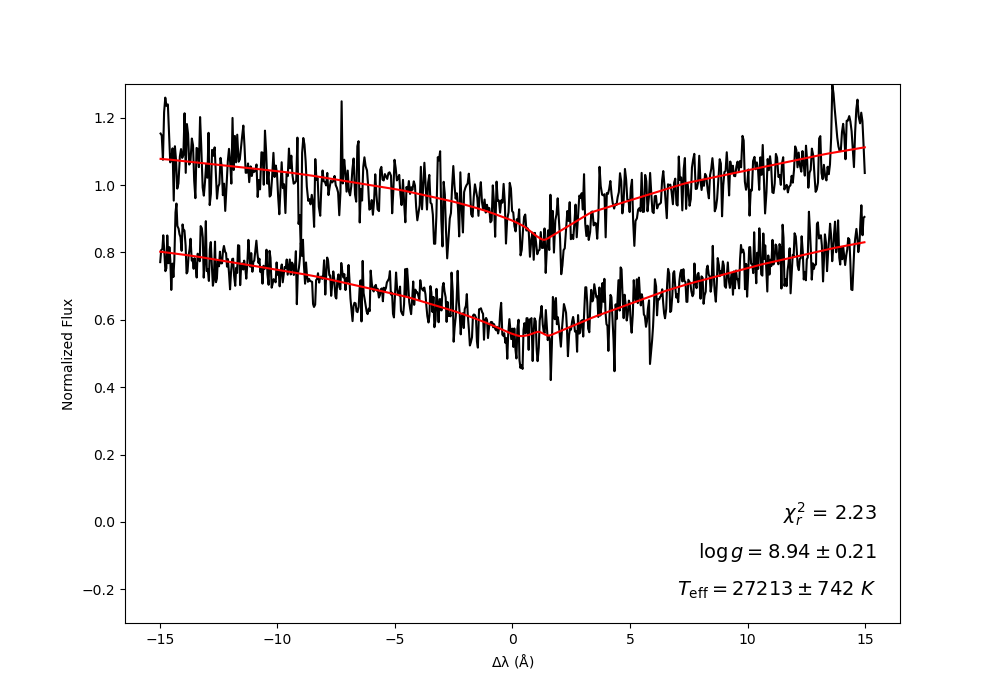 1.2
1.0
0.8
0.6
0.4
0.2
0.0
−0.2
Normalized Flux
χ²ᵣ = 2.23
log g = 8.94 ± 0.21
T_eff = 27213 ± 742 K
−15 −10 −5 0 5 10 15
Δλ (Å)